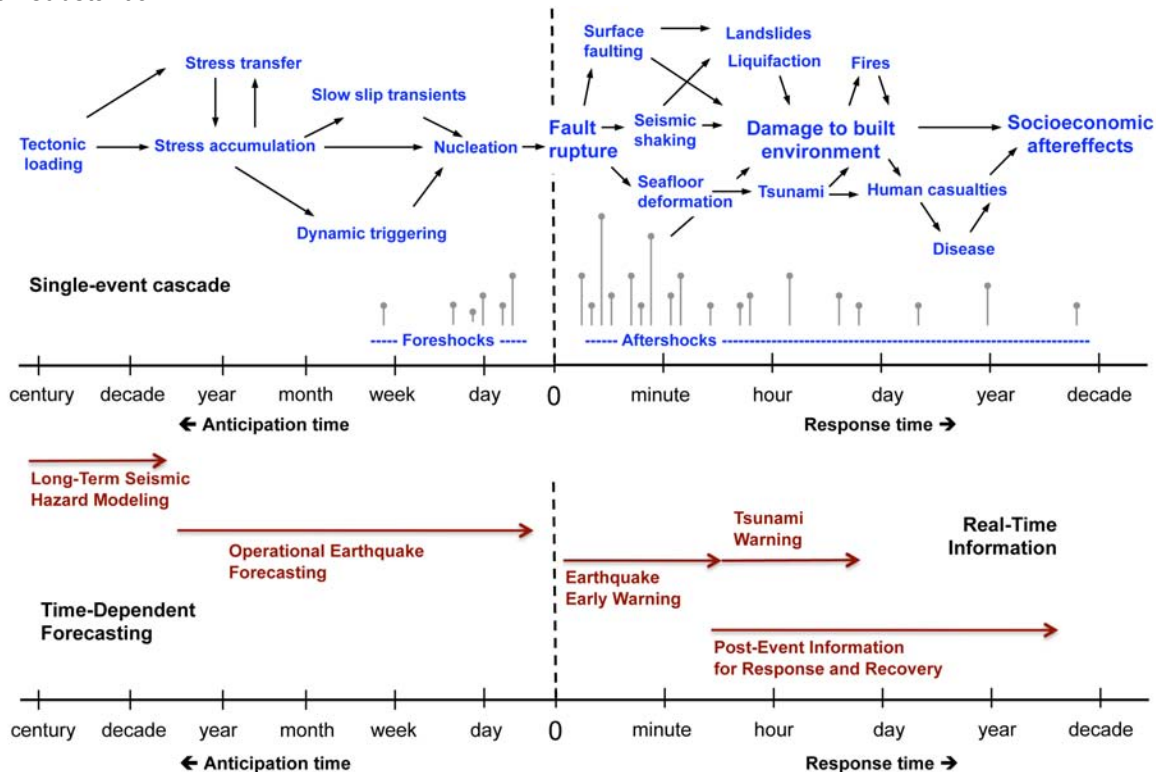 Surface
faulting
Landslides
Liquifaction
Fires
Stress transfer
Slow slip transients
Tectonic
loading
Stress accumulation
Nucleation
Fault
rupture
Seismic
shaking
Damage to built
environment
Socioeconomic
aftereffects
Seafloor
deformation
Tsunami
Human casualties
Dynamic triggering
Disease
Single-event cascade
----- Foreshocks -----
------ Aftershocks ----------------------------------------------------------------------
century decade year month week day 0 minute hour day year decade
← Anticipation time Response time →
Long-Term Seismic
Hazard Modeling
Operational Earthquake
Forecasting
Tsunami
Warning
Real-Time
Information
Earthquake
Early Warning
Time-Dependent
Forecasting
Post-Event Information
for Response and Recovery
century decade year month week day 0 minute hour day year decade
← Anticipation time Response time →